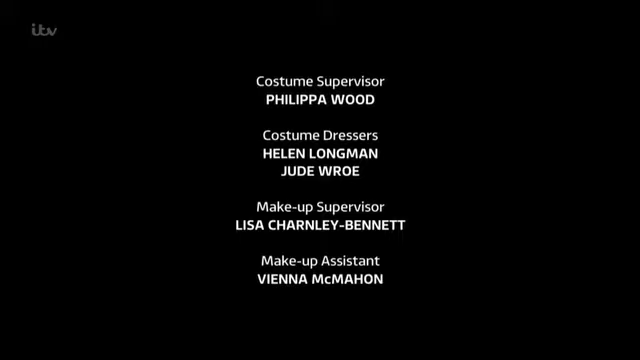 itv
Costume Supervisor
PHILIPPA WOOD
Costume Dressers
HELEN LONGMAN
JUDE WROE
Make-up Supervisor
LISA CHARNLEY-BENNETT
Make-up Assistant
VIENNA McMAHON